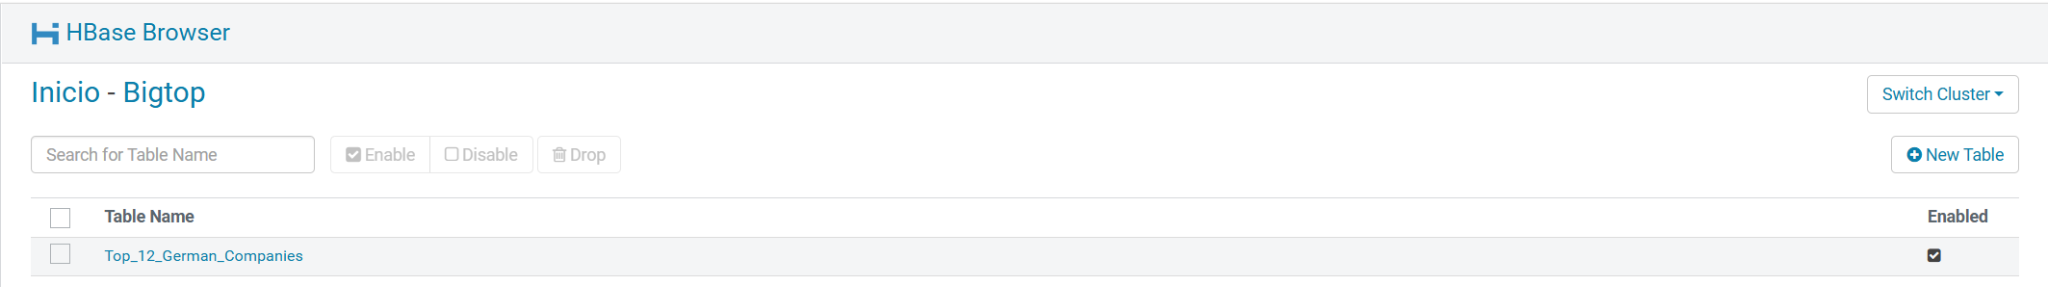 HBase Browser
Inicio - Bigtop
Switch Cluster
Search for Table Name
Enable
Disable
Drop
New Table
Table Name
Enabled
Top_12_German_Companies